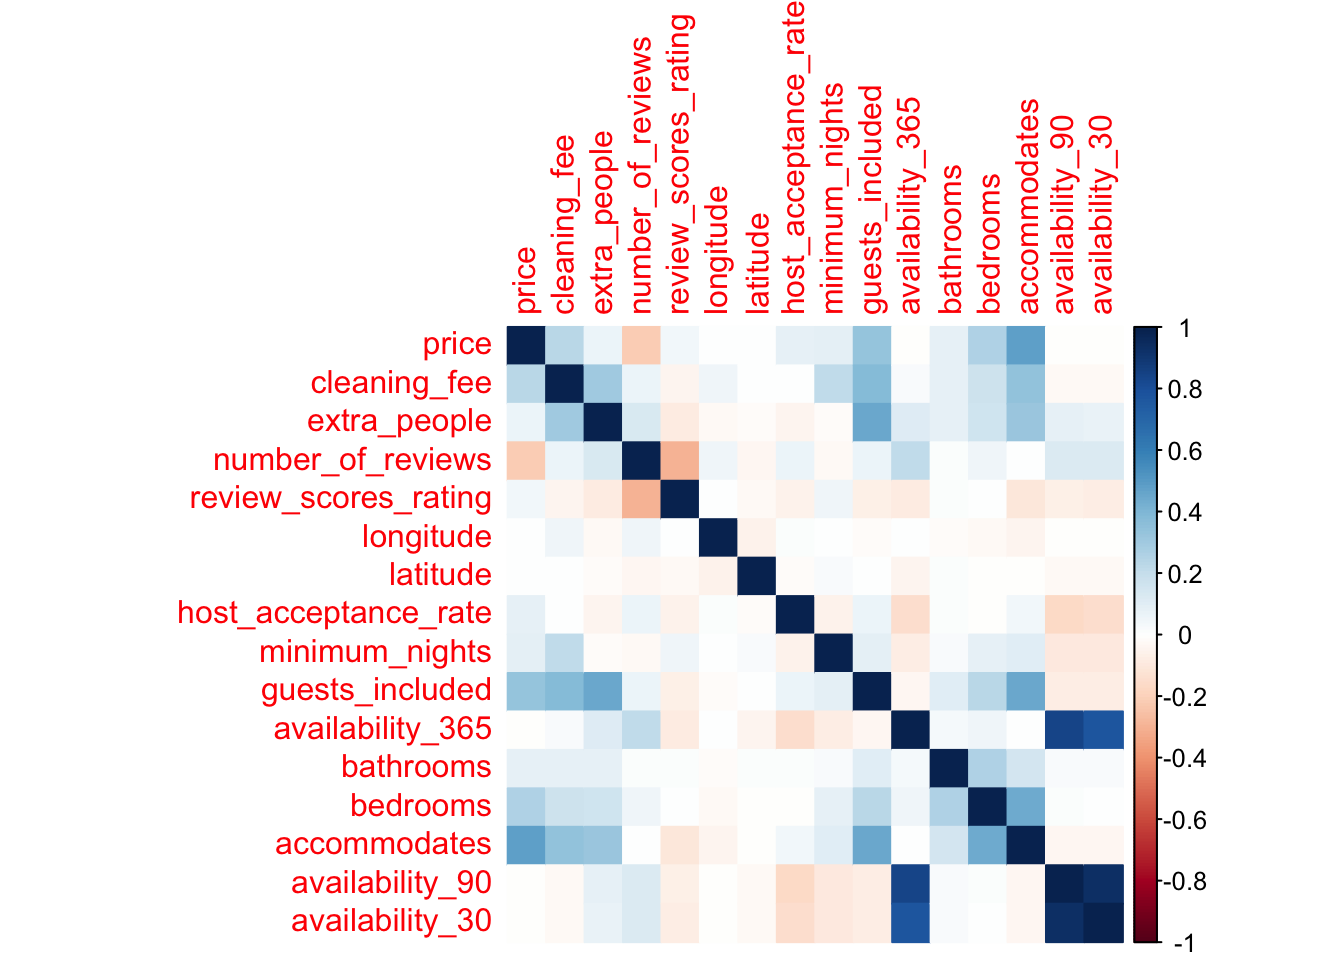 price
cleaning_fee
extra_people
number_of_reviews
review_scores_rating
longitude
latitude
host_acceptance_rate
minimum_nights
guests_included
availability_365
bathrooms
bedrooms
accommodates
availability_90
availability_30
price
cleaning_fee
extra_people
number_of_reviews
review_scores_rating
longitude
latitude
host_acceptance_rate
minimum_nights
guests_included
availability_365
bathrooms
bedrooms
accommodates
availability_90
availability_30
1
0.8
0.6
0.4
0.2
0
-0.2
-0.4
-0.6
-0.8
-1